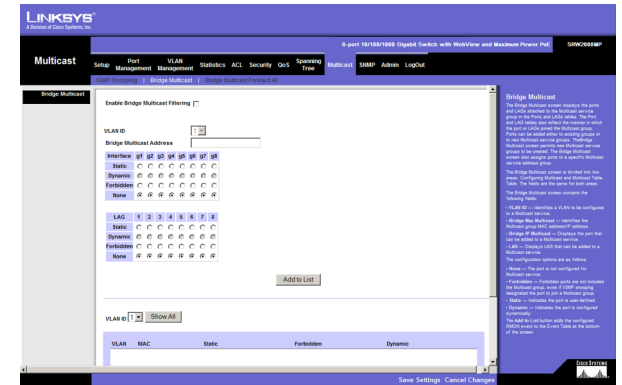 LINKSYS®
A Division of Cisco Systems, Inc.
8-port 10/100/1000 Gigabit Switch with WebView and Maximum Power PoE
SRW2008MP
Multicast
Setup
Port Management
VLAN Management
Statistics
ACL
Security
QoS
Spanning Tree
Multicast
SNMP
Admin
LogOut
IGMP Snooping | Bridge Multicast | Bridge Multicast Forward All
Bridge Multicast
Enable Bridge Multicast Filtering
VLAN ID 1
Bridge Multicast Address
Interface g1 g2 g3 g4 g5 g6 g7 g8
Static
Dynamic
Forbidden
None
LAG 1 2 3 4 5 6 7 8
Static
Dynamic
Forbidden
None
Add to List
VLAN ID 1 Show All
VLAN MAC Static Forbidden Dynamic
Bridge Multicast
The Bridge Multicast screen displays the ports
and LAGs attached to the Multicast service
group in the Ports and LAGs tables. The Port
and LAG tables also reflect the manner in which
the port or LAGs joined the Multicast group.
Ports can be added either to existing groups or
to new Multicast service groups. TheBridge
Multicast screen permits new Multicast service
groups to be created. The Bridge Multicast
screen also assigns ports to a specific Multicast
service address group.
The Bridge Multicast screen is divided into two
areas, Configuring Multicast and Multicast Table
Table. The fields are the same for both areas.
The Bridge Multicast screen contains the
following fields:
• VLAN ID — Identifies a VLAN to be configured
to a Multicast service.
• Bridge Mac Multicast — Identifies the
Multicast group MAC address/IP address.
• Bridge IP Multicast — Displays the port that
can be added to a Multicast service.
• LAG — Displays LAG that can be added to a
Multicast service.
The configuration options are as follows:
• None — The port is not configured for
Multicast service.
• Forbidden — Forbidden ports are not included
the Multicast group, even if IGMP snooping
designated the port to join a Multicast group.
• Static — Indicates the port is user-defined.
• Dynamic — Indicates the port is configured
dynamically.
The Add to List button adds the configured
RMON event to the Event Table at the bottom
of the screen.
Save Settings Cancel Changes
CISCO SYSTEMS